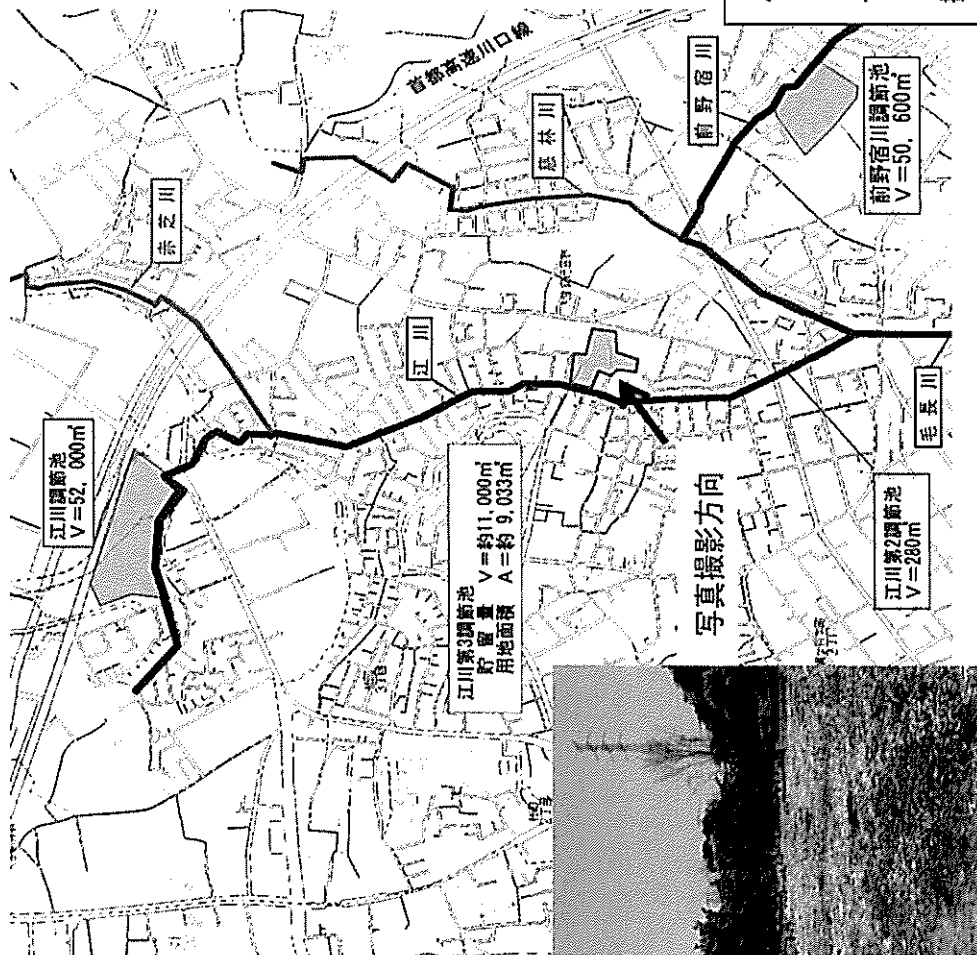 首都高速川口線
赤芝川
慈林川
前野宿川
前野宿川調節池
V=50,600㎥
江川調節池
V=52,000㎥
江川
江川第3調節池
貯留量 V=約11,000㎥
用地面積 A=約 9,033㎡
写真撮影方向
江川第2調節池
V=280㎥
毛長川